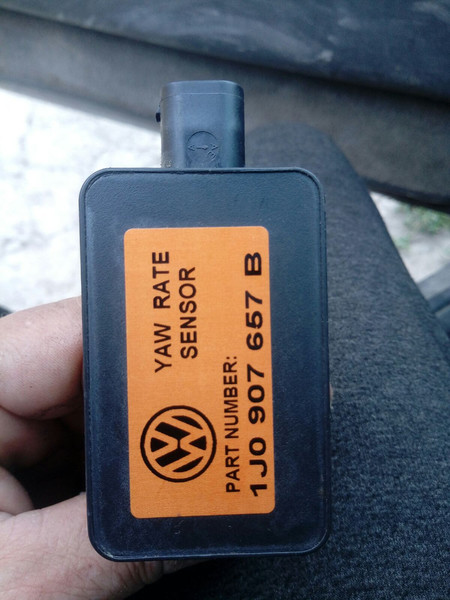 YAW RATE
SENSOR
PART NUMBER:
1J0 907 657 B